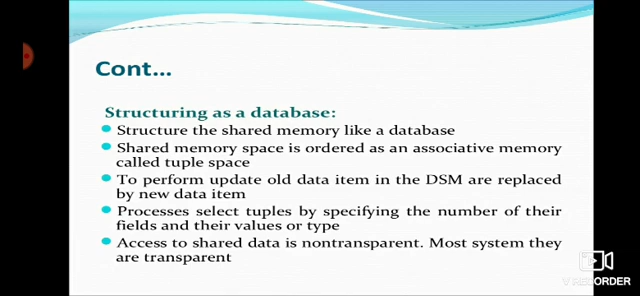 Cont...
Structuring as a database:
Structure the shared memory like a database
Shared memory space is ordered as an associative memory
called tuple space
To perform update old data item in the DSM are replaced
by new data item
Processes select tuples by specifying the number of their
fields and their values or type
Access to shared data is nontransparent. Most system they
are transparent
V RECORDER